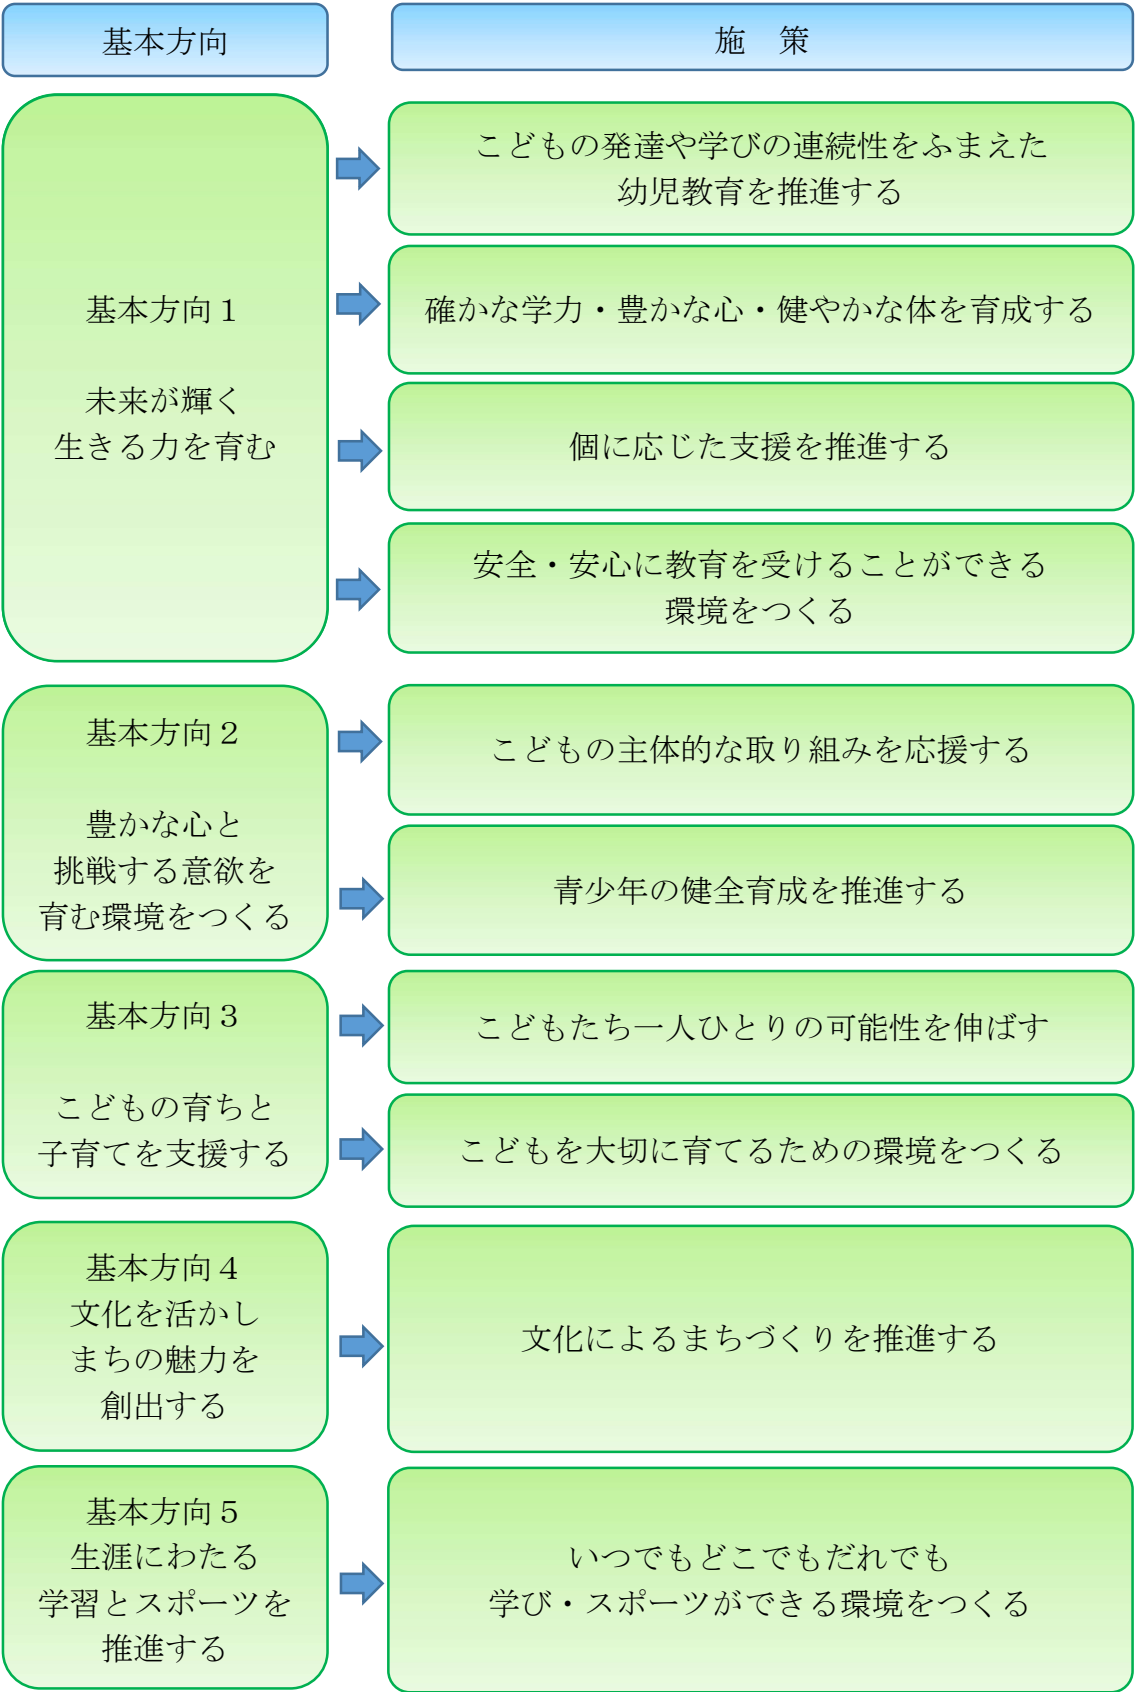 基本方向
施　策
基本方向１
未来が輝く
生きる力を育む
こどもの発達や学びの連続性をふまえた
幼児教育を推進する
確かな学力・豊かな心・健やかな体を育成する
個に応じた支援を推進する
安全・安心に教育を受けることができる
環境をつくる
基本方向２
豊かな心と
挑戦する意欲を
育む環境をつくる
こどもの主体的な取り組みを応援する
青少年の健全育成を推進する
基本方向３
こどもの育ちと
子育てを支援する
こどもたち一人ひとりの可能性を伸ばす
こどもを大切に育てるための環境をつくる
基本方向４
文化を活かし
まちの魅力を
創出する
文化によるまちづくりを推進する
基本方向５
生涯にわたる
学習とスポーツを
推進する
いつでもどこでもだれでも
学び・スポーツができる環境をつくる